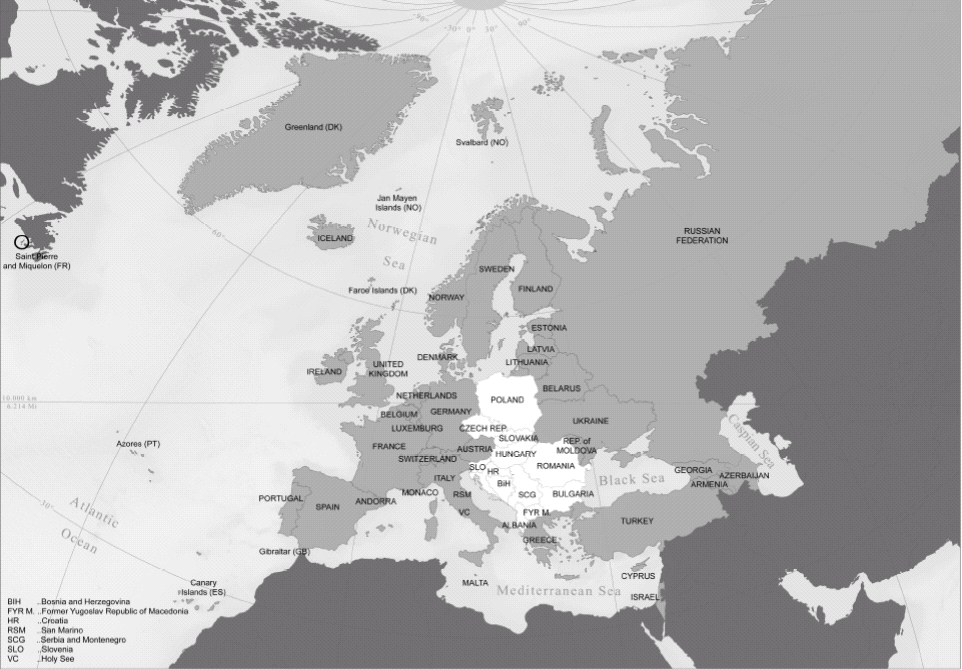 -30° 0° 30°
60°
Greenland (DK)
Svalbard (NO)
Jan Mayen
Islands (NO)
Norwegian
Sea
ICELAND
60°
RUSSIAN
FEDERATION
Saint Pierre
and Miquelon (FR)
SWEDEN
FINLAND
Faroe Islands (DK)
NORWAY
ESTONIA
LATVIA
LITHUANIA
DENMARK
UNITED
KINGDOM
IRELAND
BELARUS
NETHERLANDS
POLAND
10.000 km
6.214 Mi
BELGIUM
GERMANY
LUXEMBURG
CZECH REP.
UKRAINE
SLOVAKIA
FRANCE
AUSTRIA
REP. of
MOLDOVA
HUNGARY
SWITZERLAND
SLO
HR
ROMANIA
Azores (PT)
Caspian Sea
ITALY
BiH
Black Sea
GEORGIA
AZERBAIJAN
ARMENIA
MONACO
RSM
SCG
BULGARIA
PORTUGAL
SPAIN
ANDORRA
-30°
Atlantic
Ocean
VC
FYR M.
ALBANIA
TURKEY
GREECE
Gibraltar (GB)
CYPRUS
MALTA
Mediterranean Sea
ISRAEL
Canary
Islands (ES)
BIH ..Bosnia and Herzegovina
FYR M. ..Former Yugoslav Republic of Macedonia
HR ..Croatia
RSM ..San Marino
SCG ..Serbia and Montenegro
SLO ..Slovenia
VC ..Holy See